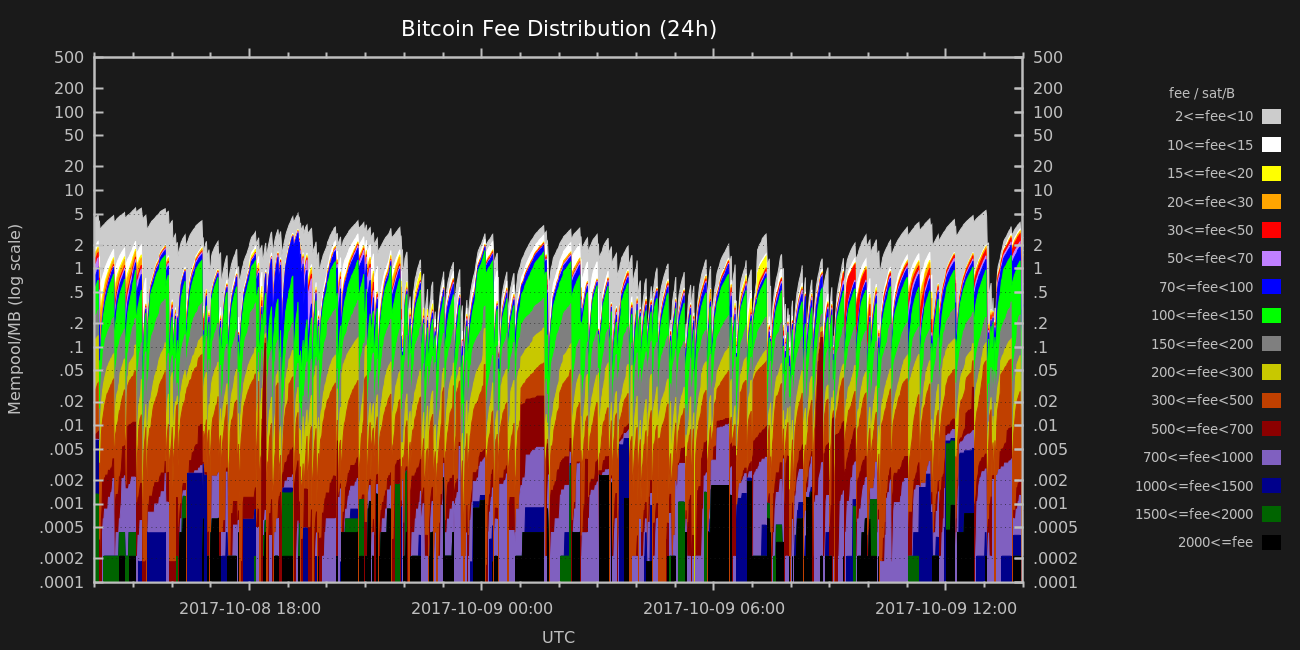 Bitcoin Fee Distribution (24h)
Mempool/MB (log scale)
500
200
100
50
20
10
5
2
1
.5
.2
.1
.05
.02
.01
.005
.002
.001
.0005
.0002
.0001
500
200
100
50
20
10
5
2
1
.5
.2
.1
.05
.02
.01
.005
.002
.001
.0005
.0002
.0001
2017-10-08 18:00
2017-10-09 00:00
2017-10-09 06:00
2017-10-09 12:00
UTC
fee / sat/B
2<=fee<10
10<=fee<15
15<=fee<20
20<=fee<30
30<=fee<50
50<=fee<70
70<=fee<100
100<=fee<150
150<=fee<200
200<=fee<300
300<=fee<500
500<=fee<700
700<=fee<1000
1000<=fee<1500
1500<=fee<2000
2000<=fee